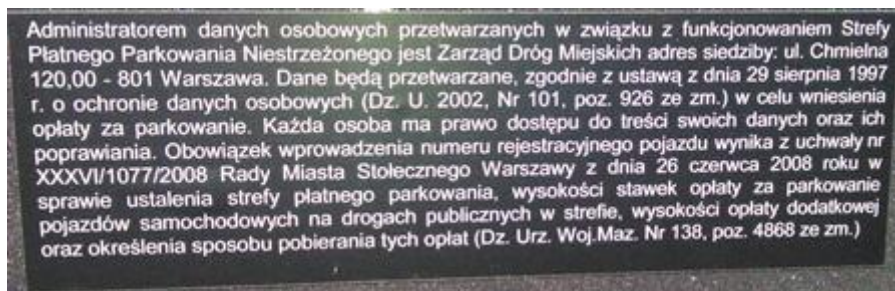 Administratorem danych osobowych przetwarzanych w związku z funkcjonowaniem Strefy
Płatnego Parkowania Niestrzeżonego jest Zarząd Dróg Miejskich adres siedziby: ul. Chmielna
120,00 - 801 Warszawa. Dane będą przetwarzane, zgodnie z ustawą z dnia 29 sierpnia 1997
r. o ochronie danych osobowych (Dz. U. 2002, Nr 101, poz. 926 ze zm.) w celu wniesienia
opłaty za parkowanie. Każda osoba ma prawo dostępu do treści swoich danych oraz ich
poprawiania. Obowiązek wprowadzenia numeru rejestracyjnego pojazdu wynika z uchwały nr
XXXVI/1077/2008 Rady Miasta Stołecznego Warszawy z dnia 26 czerwca 2008 roku w
sprawie ustalenia strefy płatnego parkowania, wysokości stawek opłaty za parkowanie
pojazdów samochodowych na drogach publicznych w strefie, wysokości opłaty dodatkowej
oraz określenia sposobu pobierania tych opłat (Dz. Urz. Woj.Maz. Nr 138, poz. 4868 ze zm.)